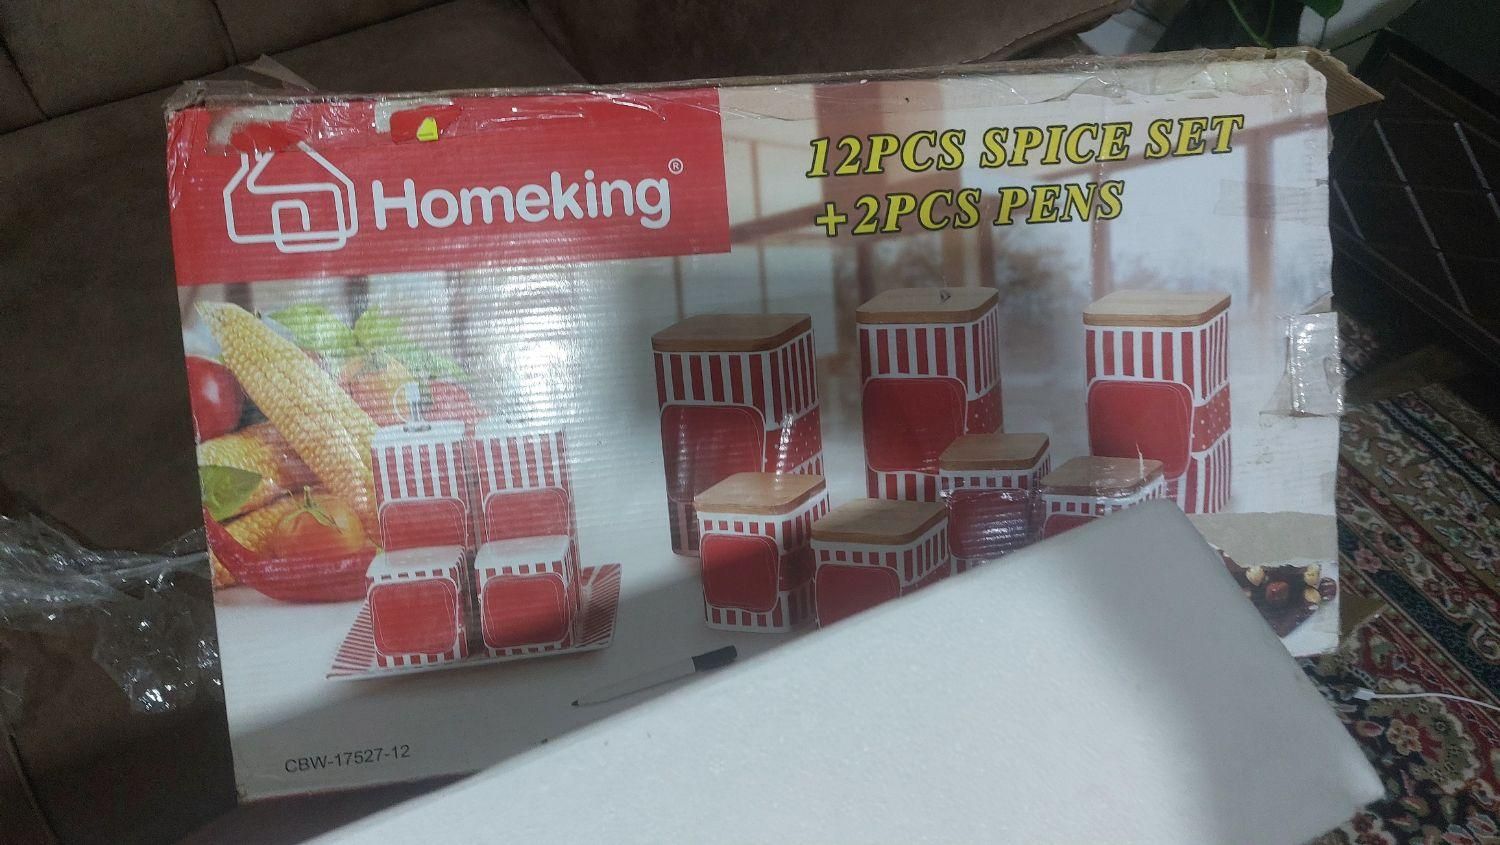 Homeking®
12PCS SPICE SET
+2PCS PENS
CBW-17527-12